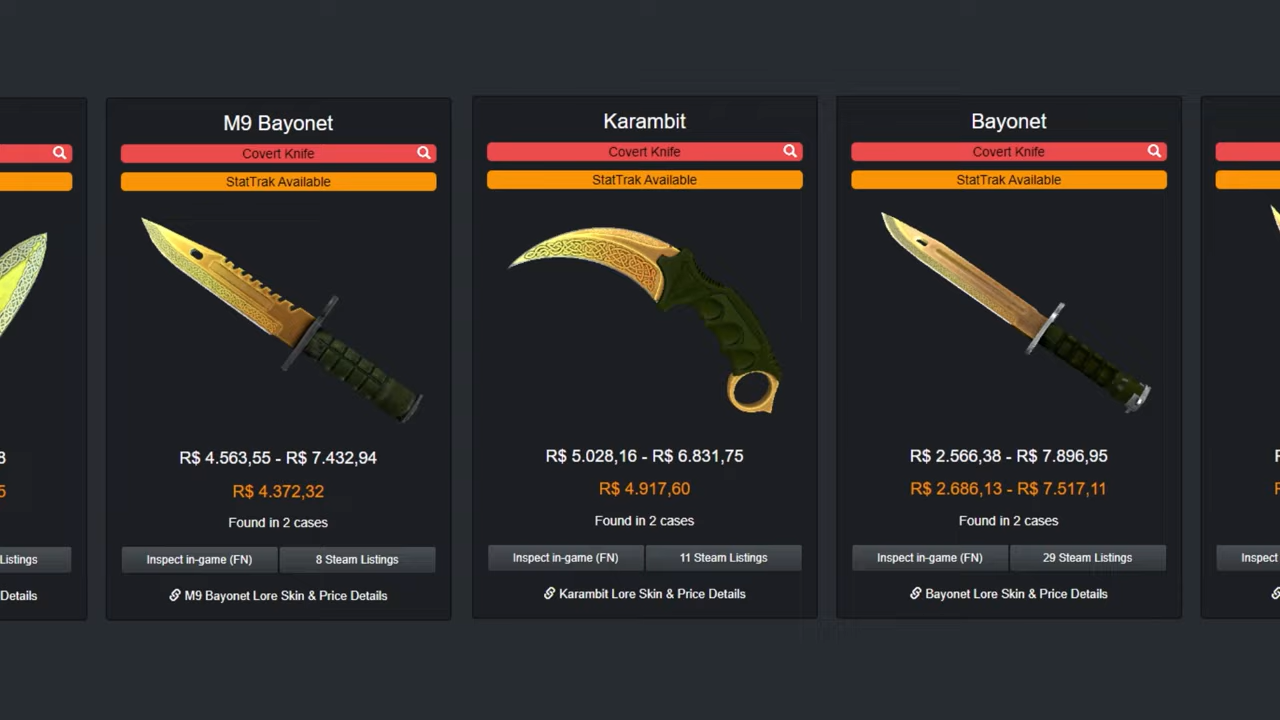 M9 Bayonet
Covert Knife
StatTrak Available
R$ 4.563,55 - R$ 7.432,94
R$ 4.372,32
Found in 2 cases
Inspect in-game (FN)
8 Steam Listings
M9 Bayonet Lore Skin & Price Details
Karambit
Covert Knife
StatTrak Available
R$ 5.028,16 - R$ 6.831,75
R$ 4.917,60
Found in 2 cases
Inspect in-game (FN)
11 Steam Listings
Karambit Lore Skin & Price Details
Bayonet
Covert Knife
StatTrak Available
R$ 2.566,38 - R$ 7.896,95
R$ 2.686,13 - R$ 7.517,11
Found in 2 cases
Inspect in-game (FN)
29 Steam Listings
Bayonet Lore Skin & Price Details
Listings
Details
Inspect